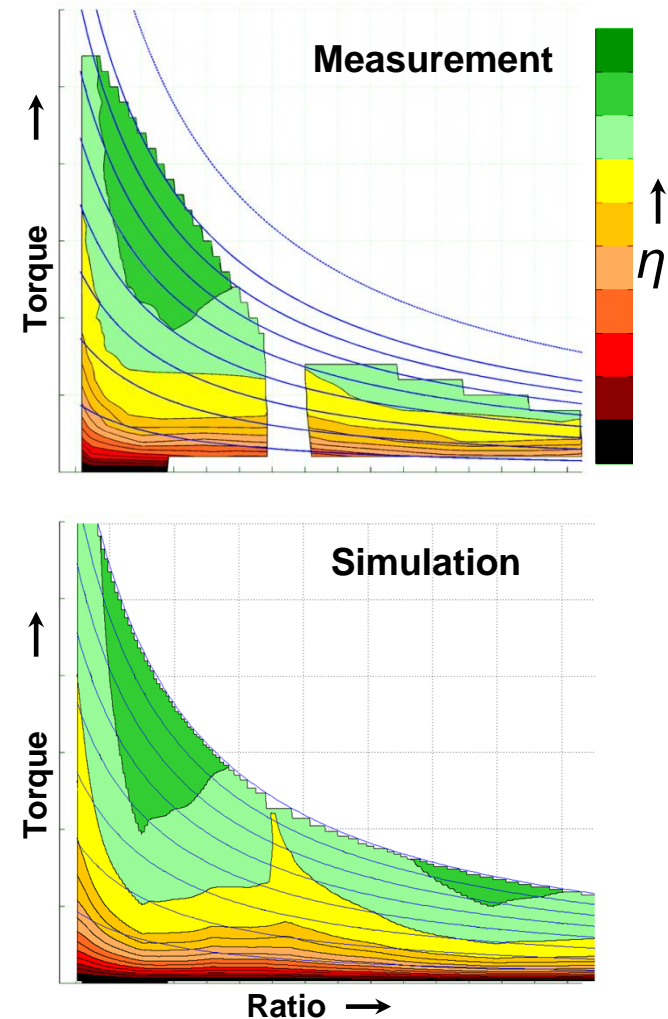 Measurement
Torque
η
Simulation
Torque
Ratio